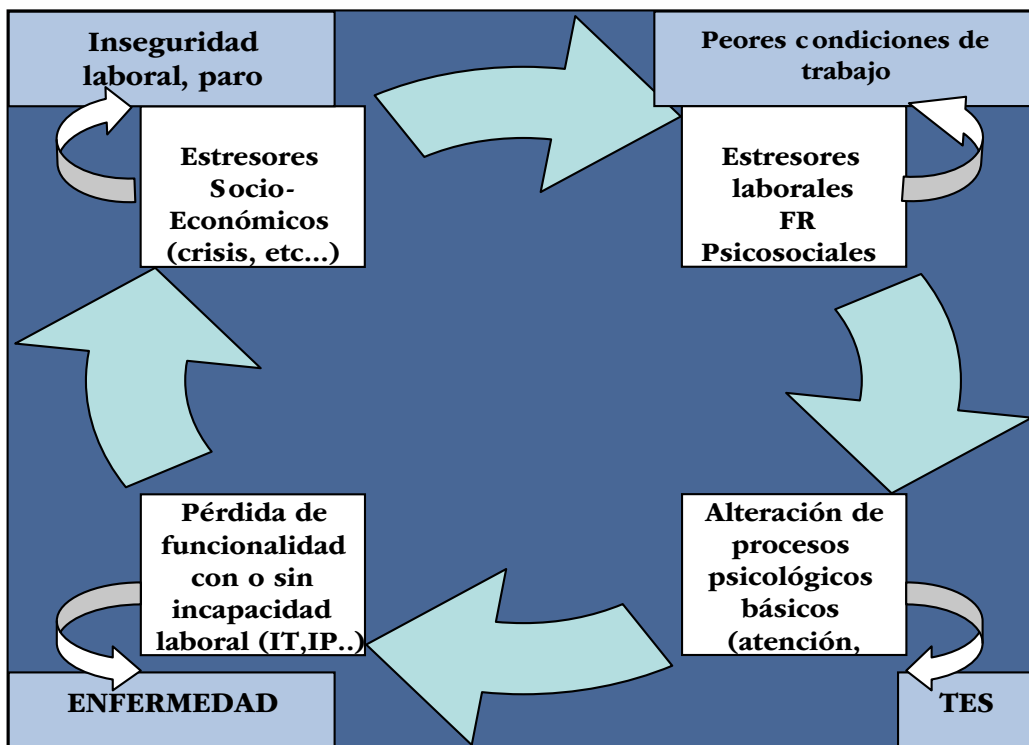 Inseguridad
laboral, paro
Peores condiciones de
trabajo
Estresores
Socio-
Económicos
(crisis, etc...)
Estresores
laborales
FR
Psicosociales
Pérdida de
funcionalidad
con o sin
incapacidad
laboral (IT,IP..)
Alteración de
procesos
psicológicos
básicos
(atención,
ENFERMEDAD
TES